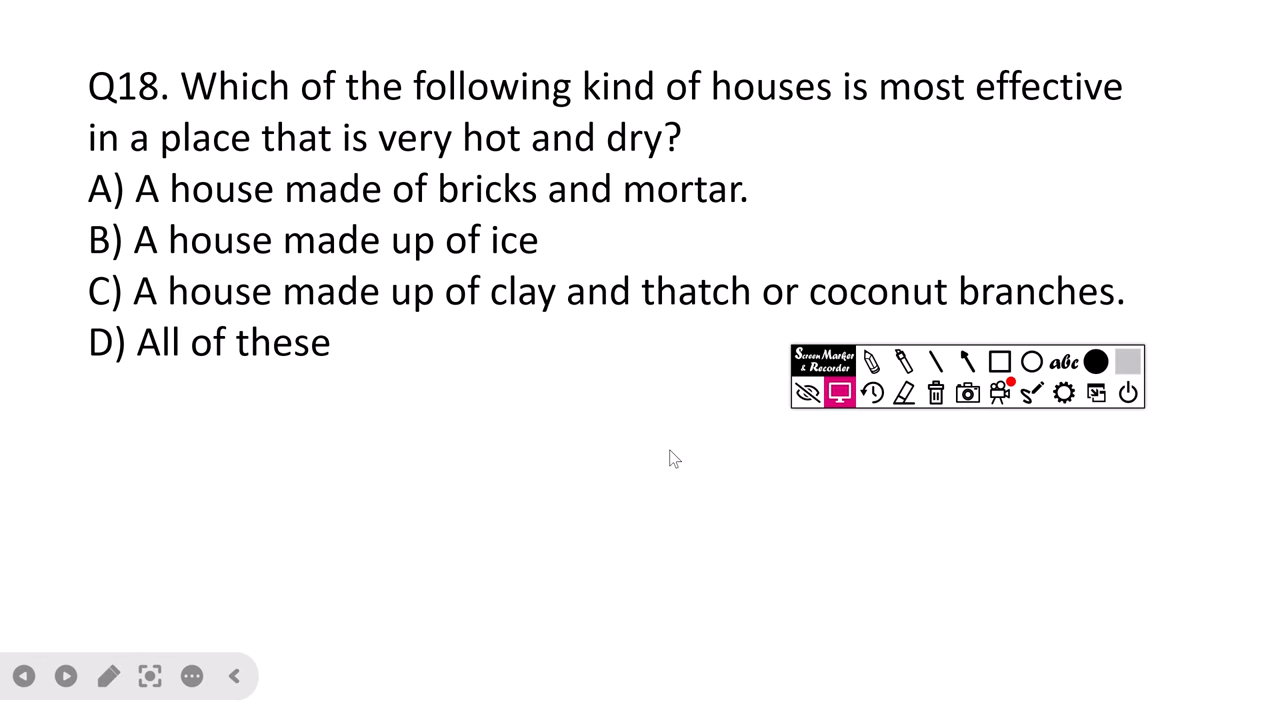 Q18. Which of the following kind of houses is most effective
in a place that is very hot and dry?
A) A house made of bricks and mortar.
B) A house made up of ice
C) A house made up of clay and thatch or coconut branches.
D) All of these
Screen Marker
& Recorder
abc